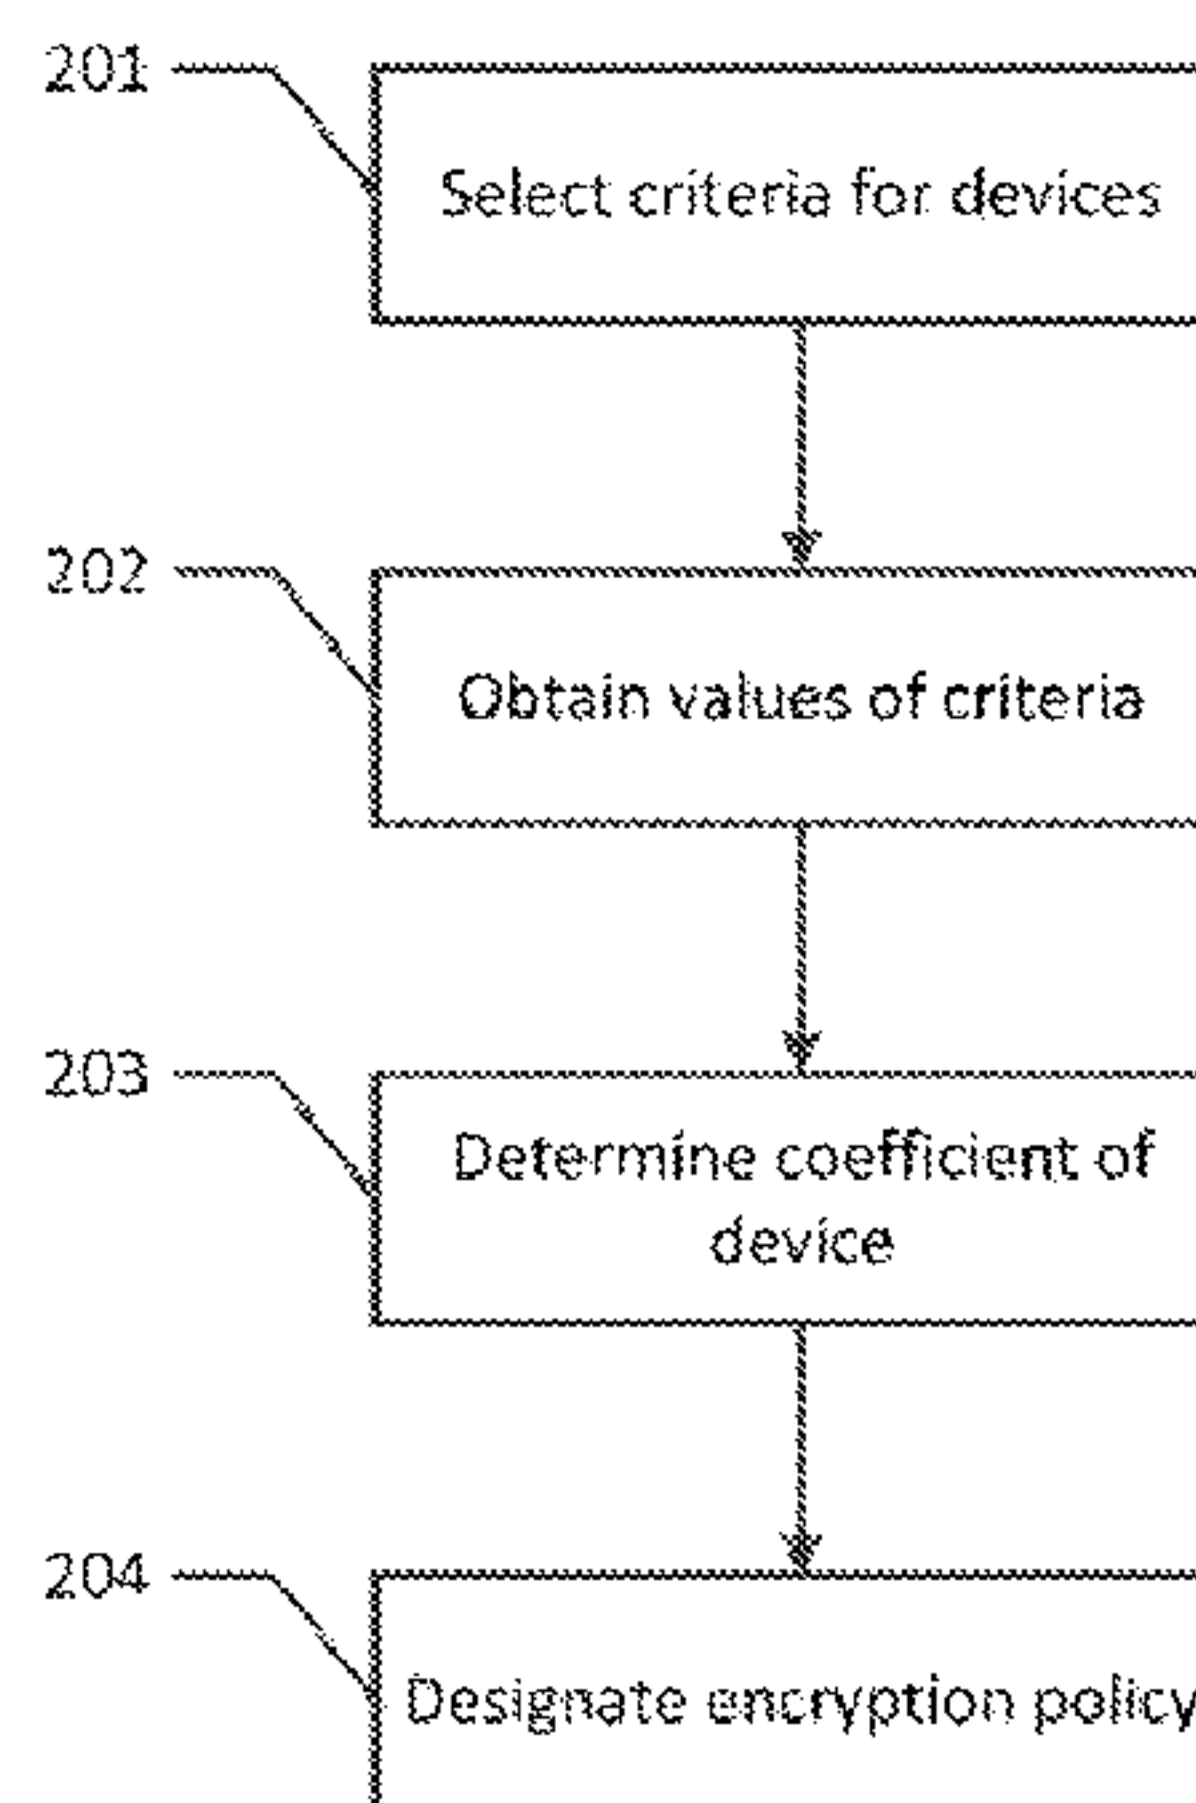 201
Select criteria for devices
202
Obtain values of criteria
203
Determine coefficient of
device
204
Designate encryption policy